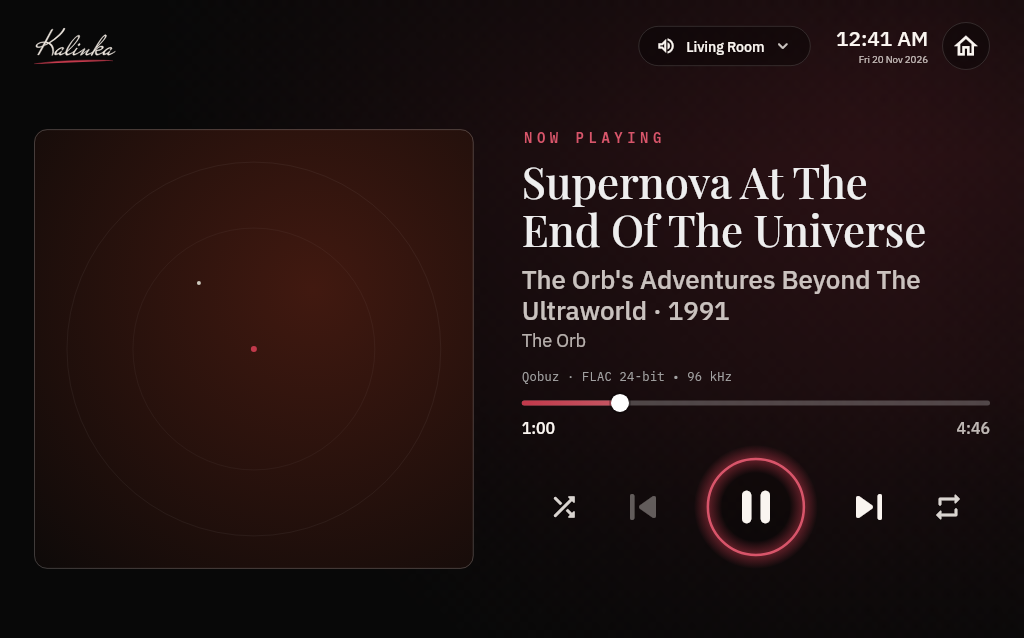 Kalinka
Living Room
12:41 AM
Fri 20 Nov 2026
NOW PLAYING
Supernova At The
End Of The Universe
The Orb's Adventures Beyond The
Ultraworld · 1991
The Orb
Qobuz · FLAC 24-bit • 96 kHz
1:00
4:46